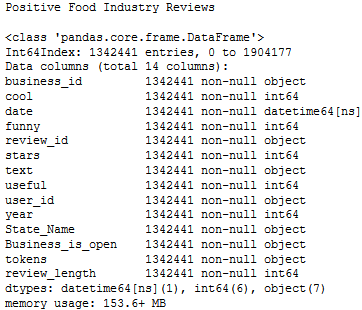 Positive Food Industry Reviews
<class 'pandas.core.frame.DataFrame'>
Int64Index: 1342441 entries, 0 to 1904177
Data columns (total 14 columns):
business_id         1342441 non-null object
cool                1342441 non-null int64
date                1342441 non-null datetime64[ns]
funny               1342441 non-null int64
review_id           1342441 non-null object
stars               1342441 non-null int64
text                1342441 non-null object
useful              1342441 non-null int64
user_id             1342441 non-null object
year                1342441 non-null int64
State_Name          1342441 non-null object
Business_is_open    1342441 non-null object
tokens              1342441 non-null object
review_length       1342441 non-null int64
dtypes: datetime64[ns](1), int64(6), object(7)
memory usage: 153.6+ MB